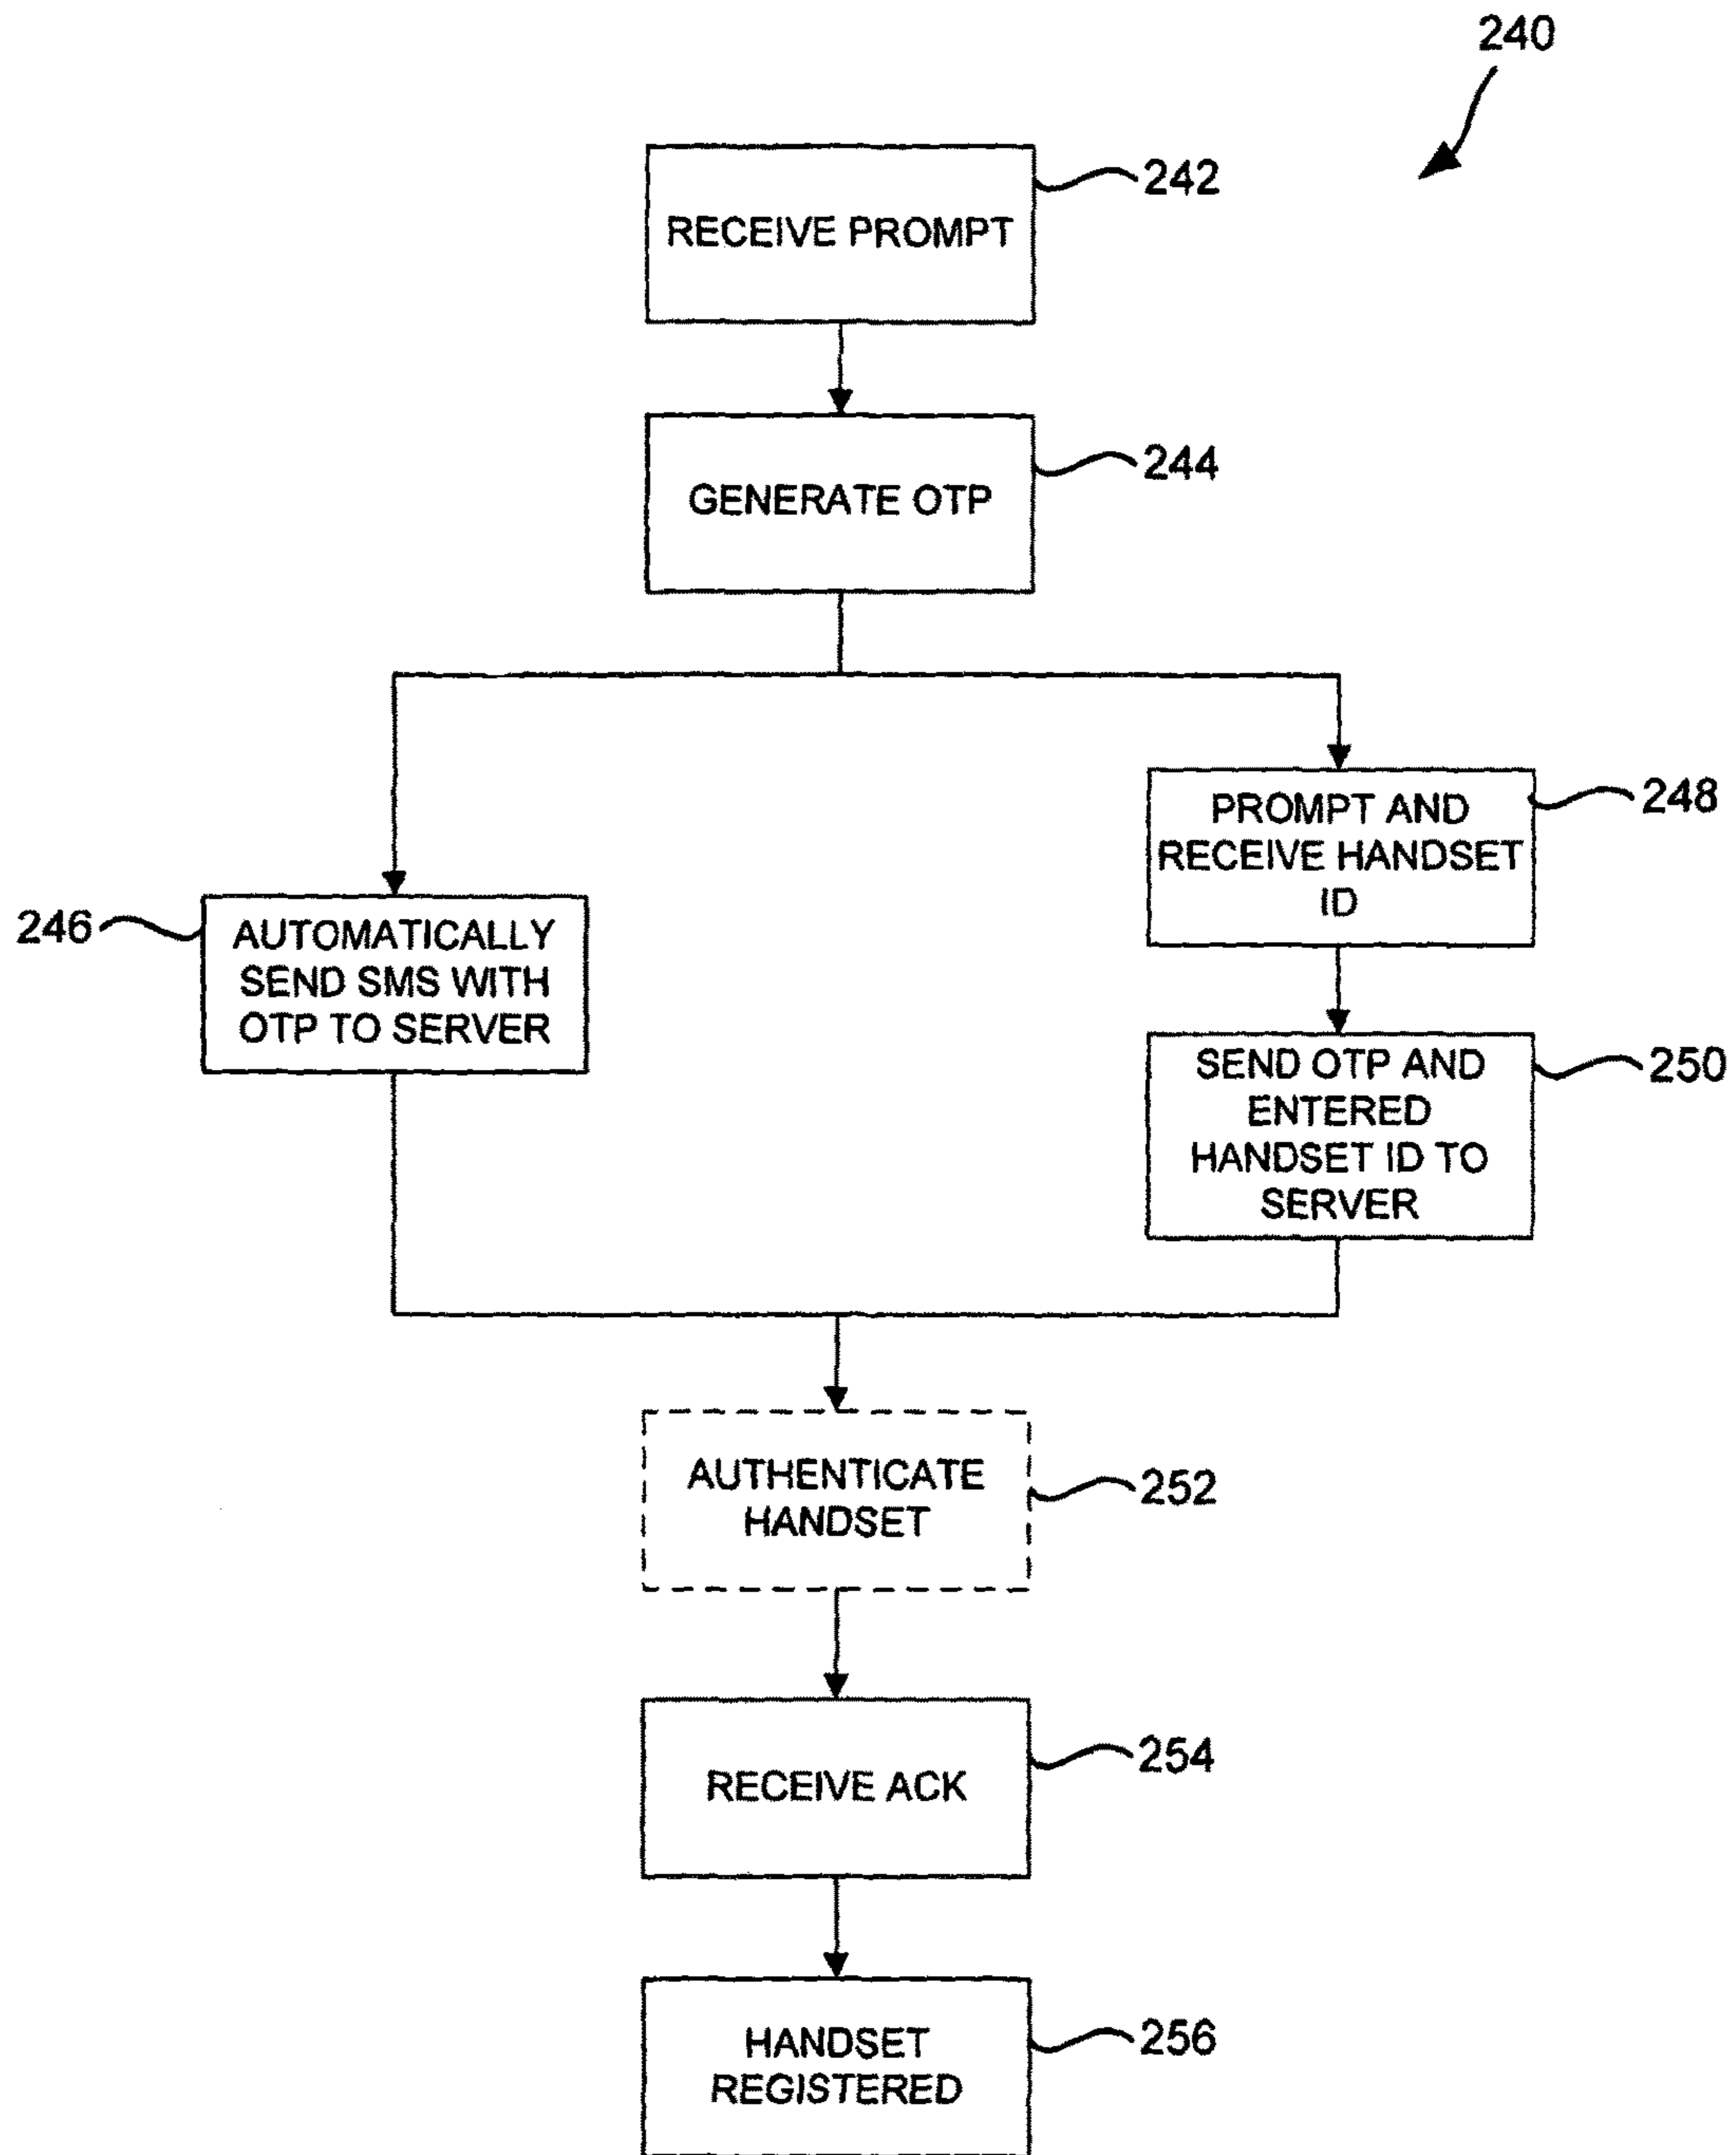 240
242
RECEIVE PROMPT
244
GENERATE OTP
248
PROMPT AND
RECEIVE HANDSET
ID
246
AUTOMATICALLY
SEND SMS WITH
OTP TO SERVER
250
SEND OTP AND
ENTERED
HANDSET ID TO
SERVER
252
AUTHENTICATE
HANDSET
254
RECEIVE ACK
256
HANDSET
REGISTERED